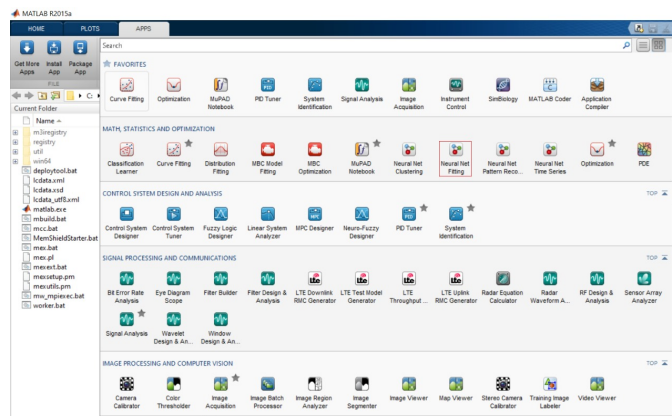 MATLAB R2015a
HOME PLOTS APPS
Get More Apps
Install App
Package App
FILE
Search
FAVORITES
Curve Fitting
Optimization
MuPAD Notebook
PID Tuner
System Identification
Signal Analysis
Image Acquisition
Instrument Control
SimBiology
MATLAB Coder
Application Compiler
C:
Current Folder
Name
m3iregistry
registry
util
win64
deploytool.bat
lcdata.xml
lcdata.xsd
lcdata_utf8.xml
matlab.exe
mbuild.bat
mcc.bat
MemShieldStarter.bat
mex.bat
mex.pl
mexext.bat
mexsetup.pm
mexutils.pm
mw_mpiexec.bat
worker.bat
MATH, STATISTICS AND OPTIMIZATION
Classification Learner
Curve Fitting
Distribution Fitting
MBC Model Fitting
MBC Optimization
MuPAD Notebook
Neural Net Clustering
Neural Net Fitting
Neural Net Pattern Reco...
Neural Net Time Series
Optimization
PDE
CONTROL SYSTEM DESIGN AND ANALYSIS
TOP
Control System Designer
Control System Tuner
Fuzzy Logic Designer
Linear System Analyzer
MPC Designer
Neuro-Fuzzy Designer
PID Tuner
System Identification
SIGNAL PROCESSING AND COMMUNICATIONS
TOP
Bit Error Rate Analysis
Eye Diagram Scope
Filter Builder
Filter Design & Analysis
LTE Downlink RMC Generator
LTE Test Model Generator
LTE Throughput ...
LTE Uplink RMC Generator
Radar Equation Calculator
Radar Waveform A...
RF Design & Analysis
Sensor Array Analyzer
Signal Analysis
Wavelet Design & An...
Window Design & An...
IMAGE PROCESSING AND COMPUTER VISION
TOP
Camera Calibrator
Color Thresholder
Image Acquisition
Image Batch Processor
Image Region Analyzer
Image Segmenter
Image Viewer
Map Viewer
Stereo Camera Calibrator
Training Image Labeler
Video Viewer